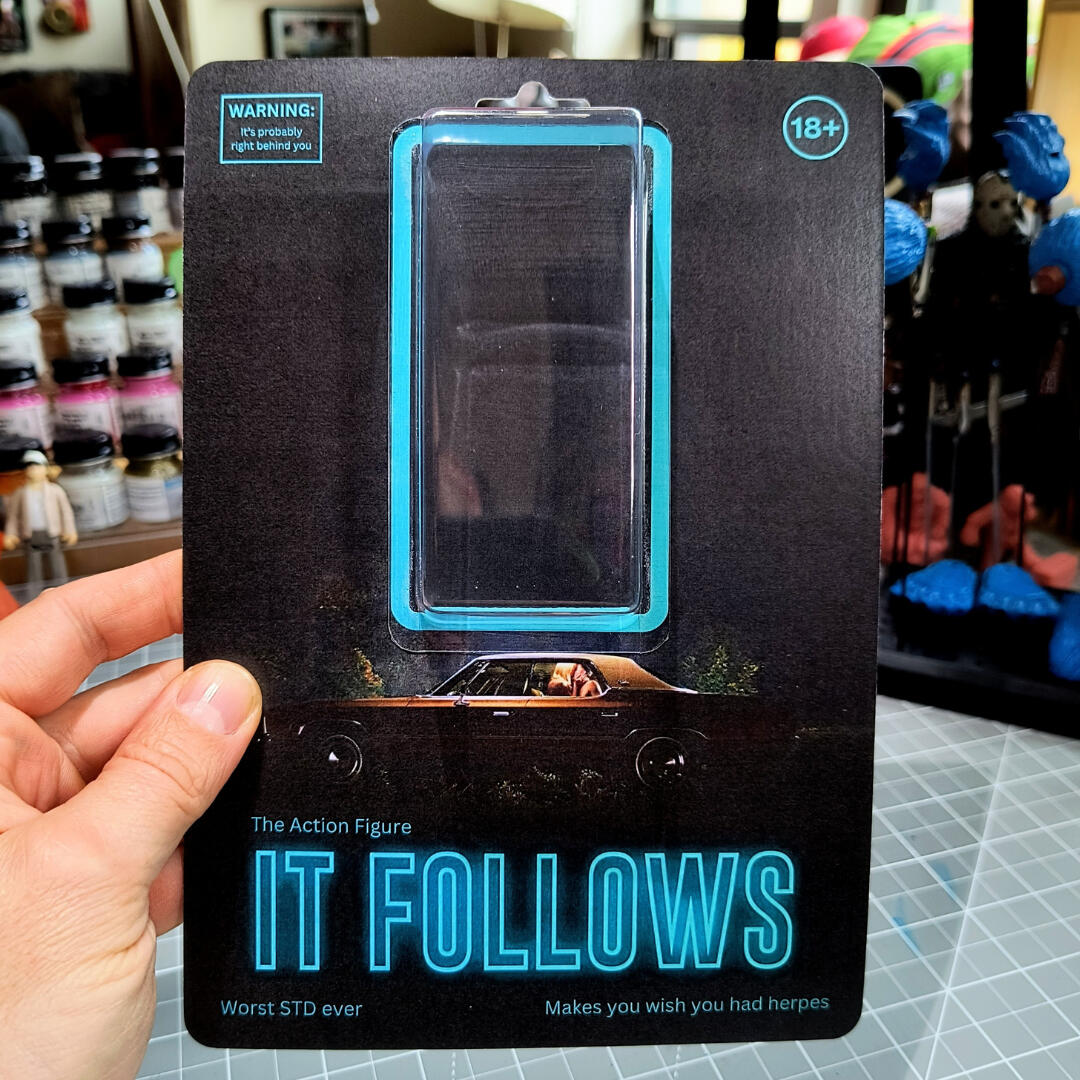 WARNING:
It's probably
right behind you
18+
The Action Figure
IT FOLLOWS
Worst STD ever
Makes you wish you had herpes